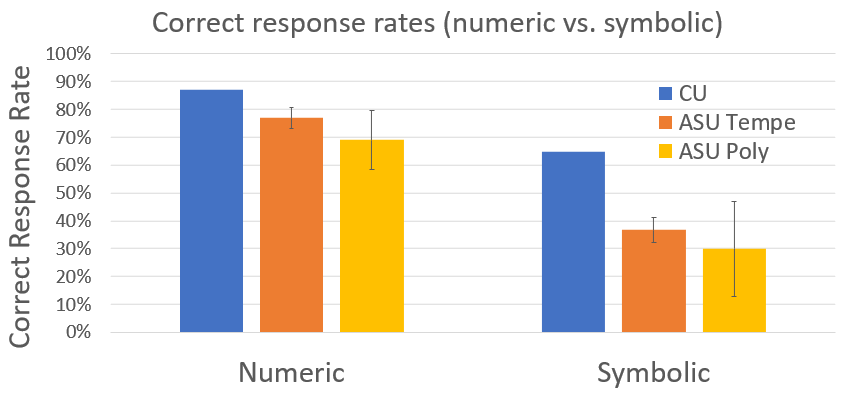 Correct response rates (numeric vs. symbolic)
Correct Response Rate
100%
90%
80%
70%
60%
50%
40%
30%
20%
10%
0%
CU
ASU Tempe
ASU Poly
Numeric
Symbolic